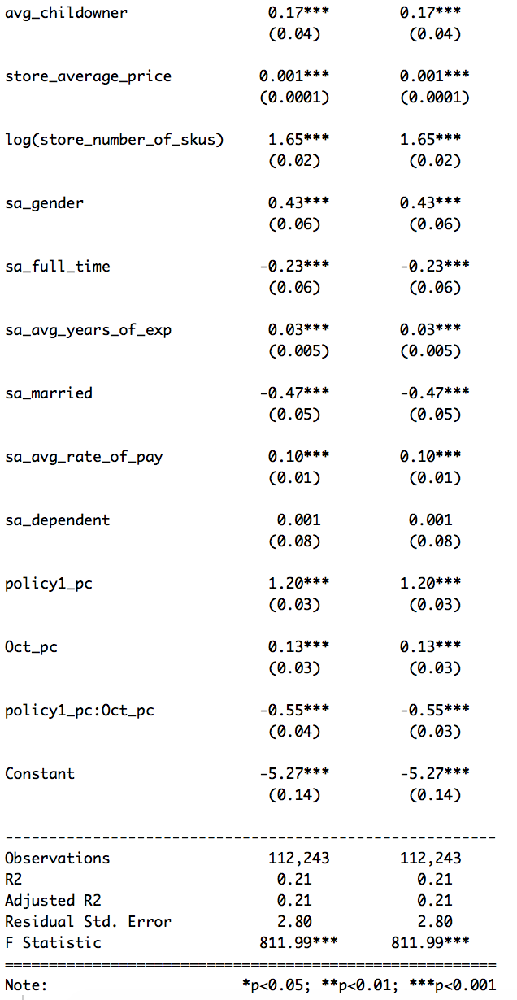 avg_childowner 0.17*** 0.17***
(0.04) (0.04)
store_average_price 0.001*** 0.001***
(0.0001) (0.0001)
log(store_number_of_skus) 1.65*** 1.65***
(0.02) (0.02)
sa_gender 0.43*** 0.43***
(0.06) (0.06)
sa_full_time -0.23*** -0.23***
(0.06) (0.06)
sa_avg_years_of_exp 0.03*** 0.03***
(0.005) (0.005)
sa_married -0.47*** -0.47***
(0.05) (0.05)
sa_avg_rate_of_pay 0.10*** 0.10***
(0.01) (0.01)
sa_dependent 0.001 0.001
(0.08) (0.08)
policy1_pc 1.20*** 1.20***
(0.03) (0.03)
Oct_pc 0.13*** 0.13***
(0.03) (0.03)
policy1_pc:Oct_pc -0.55*** -0.55***
(0.04) (0.03)
Constant -5.27*** -5.27***
(0.14) (0.14)
--------------------------------------------------------
Observations 112,243 112,243
R2 0.21 0.21
Adjusted R2 0.21 0.21
Residual Std. Error 2.80 2.80
F Statistic 811.99*** 811.99***
========================================================
Note: *p<0.05; **p<0.01; ***p<0.001